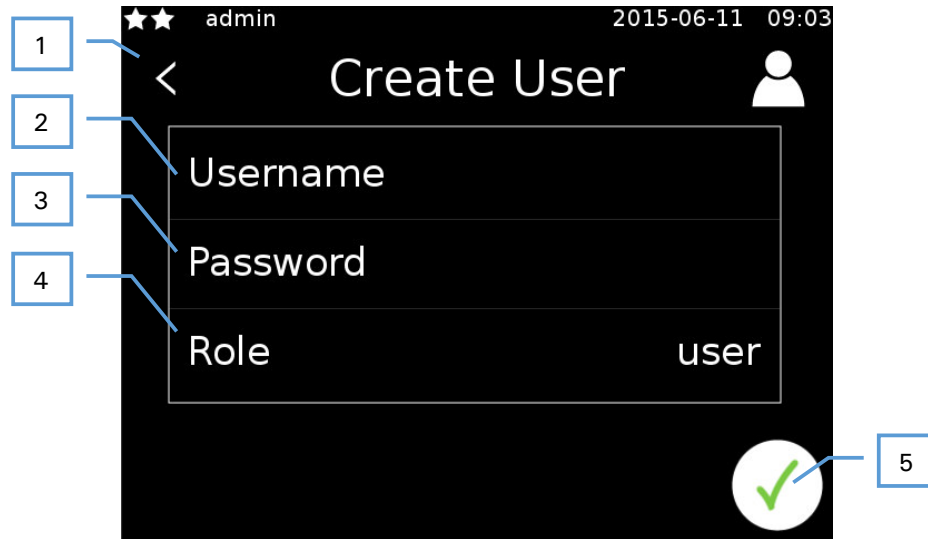 admin 2015-06-11 09:03
1
< Create User
2
Username
3
Password
4
Role user
5